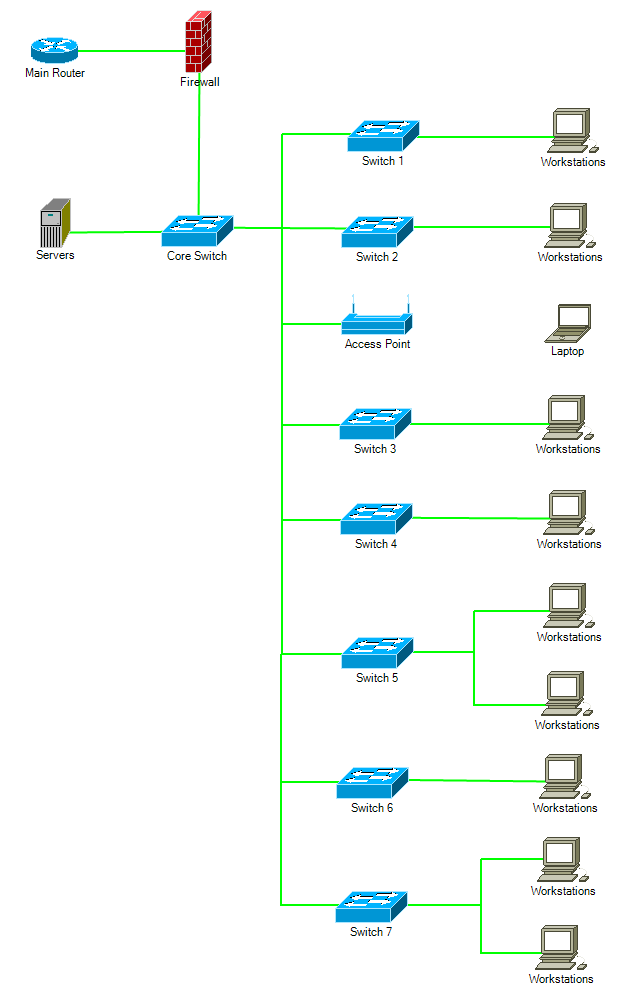 Main Router
Firewall
Switch 1
Workstations
Servers
Core Switch
Switch 2
Workstations
Access Point
Laptop
Switch 3
Workstations
Switch 4
Workstations
Workstations
Switch 5
Workstations
Switch 6
Workstations
Workstations
Switch 7
Workstations